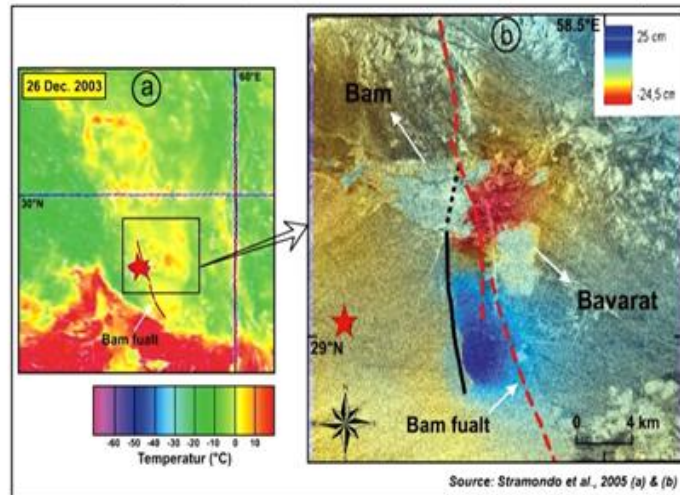 26 Dec. 2003
a
60°E
30°N
Bam fualt
-60 -50 -40 -30 -20 -10 0 10
Temperatur (°C)
b
58.5°E
25 cm
-24,5 cm
Bam
Bavarat
29°N
Bam fualt
N
0 4 km
Source: Stramondo et al., 2005 (a) & (b)